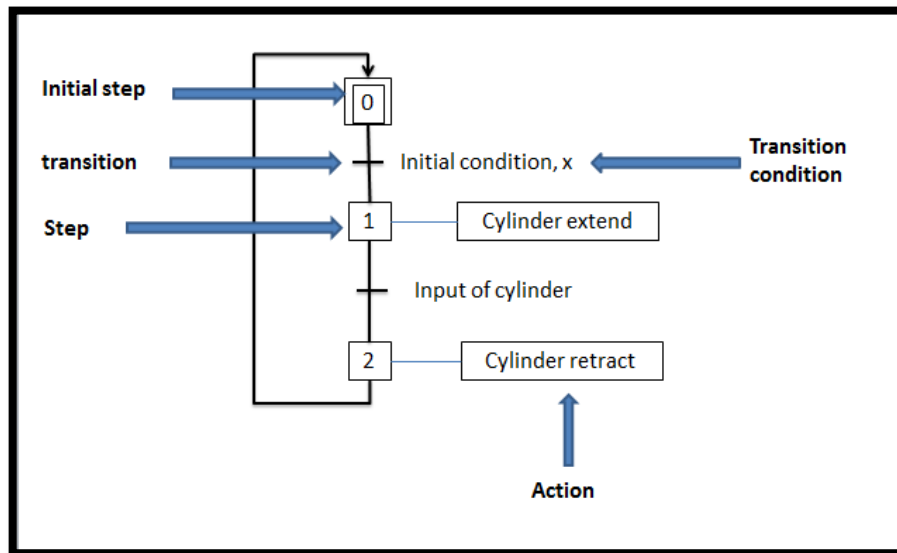 Initial step
0
transition
Initial condition, x
Transition
condition
Step
1
Cylinder extend
Input of cylinder
2
Cylinder retract
Action